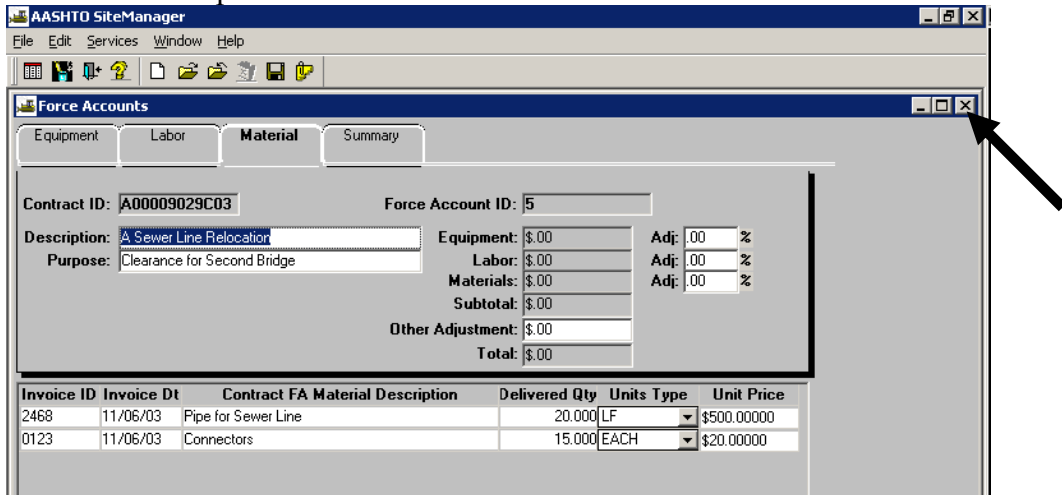 AASHTO SiteManager
File Edit Services Window Help
Force Accounts
Equipment Labor Material Summary
Contract ID: A00009029C03 Force Account ID: 5
Description: A Sewer Line Relocation Equipment: $.00 Adj: .00 %
Purpose: Clearance for Second Bridge Labor: $.00 Adj: .00 %
Materials: $.00 Adj: .00 %
Subtotal: $.00
Other Adjustment: $.00
Total: $.00
Invoice ID Invoice Dt Contract FA Material Description Delivered Qty Units Type Unit Price
2468 11/06/03 Pipe for Sewer Line 20.000 LF $500.00000
0123 11/06/03 Connectors 15.000 EACH $20.00000